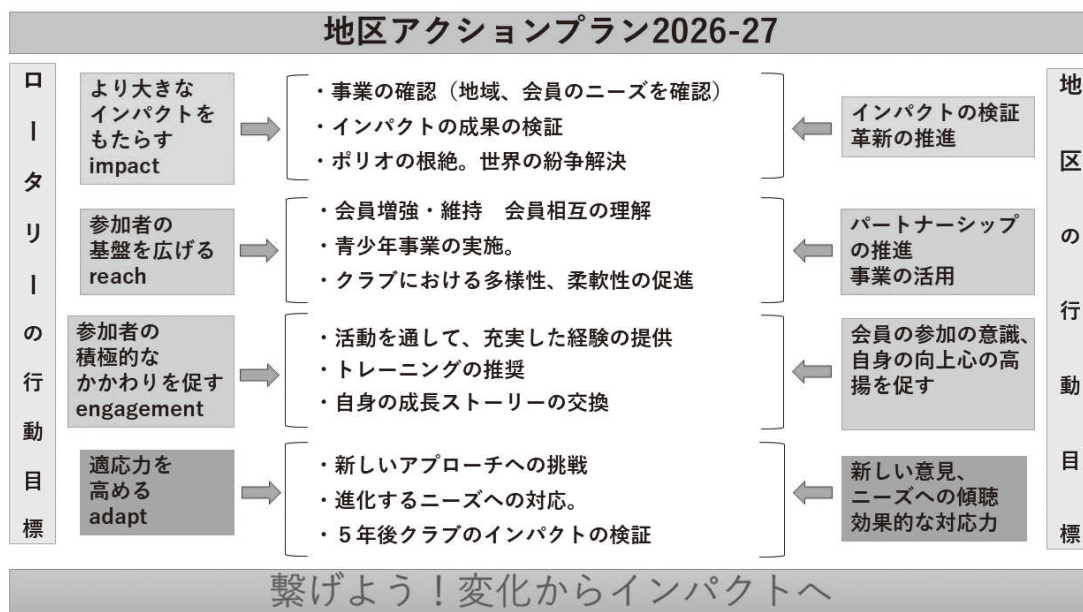 地区アクションプラン2026-27
ロータリーの行動目標
より大きな
インパクトを
もたらす
impact
・事業の確認（地域、会員のニーズを確認）
・インパクトの成果の検証
・ポリオの根絶。世界の紛争解決
インパクトの検証
革新の推進
参加者の
基盤を広げる
reach
・会員増強・維持　会員相互の理解
・青少年事業の実施。
・クラブにおける多様性、柔軟性の促進
パートナーシップ
の推進
事業の活用
参加者の
積極的な
かかわりを促す
engagement
・活動を通して、充実した経験の提供
・トレーニングの推奨
・自身の成長ストーリーの交換
会員の参加の意識、
自身の向上心の高
揚を促す
適応力を
高める
adapt
・新しいアプローチへの挑戦
・進化するニーズへの対応。
・５年後クラブのインパクトの検証
新しい意見、
ニーズへの傾聴
効果的な対応力
地区の行動目標
繋げよう！変化からインパクトへ